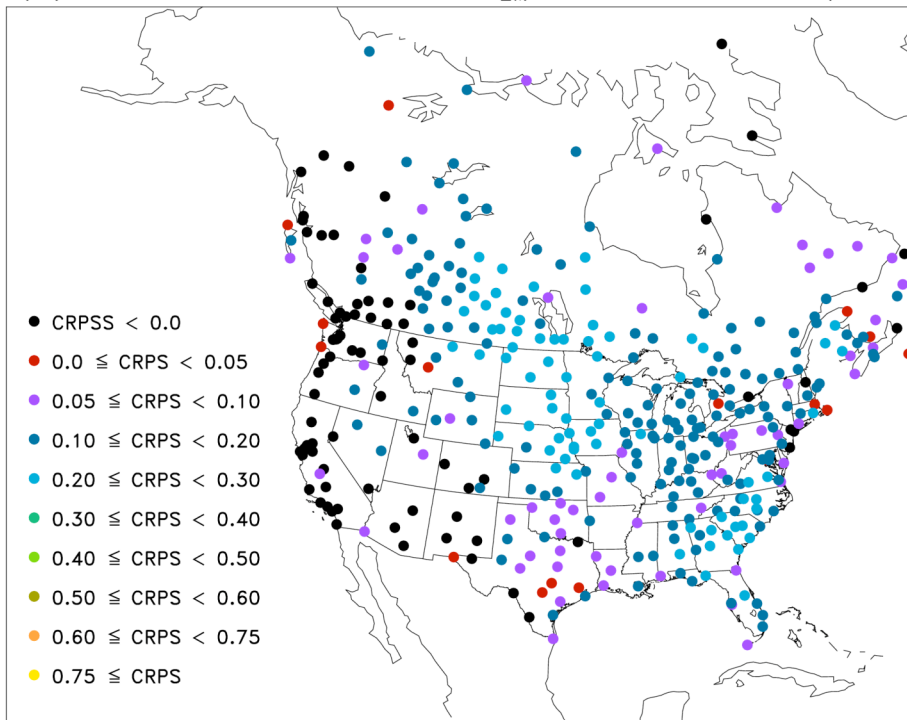 CRPSS < 0.0
0.0 ≦ CRPS < 0.05
0.05 ≦ CRPS < 0.10
0.10 ≦ CRPS < 0.20
0.20 ≦ CRPS < 0.30
0.30 ≦ CRPS < 0.40
0.40 ≦ CRPS < 0.50
0.50 ≦ CRPS < 0.60
0.60 ≦ CRPS < 0.75
0.75 ≦ CRPS